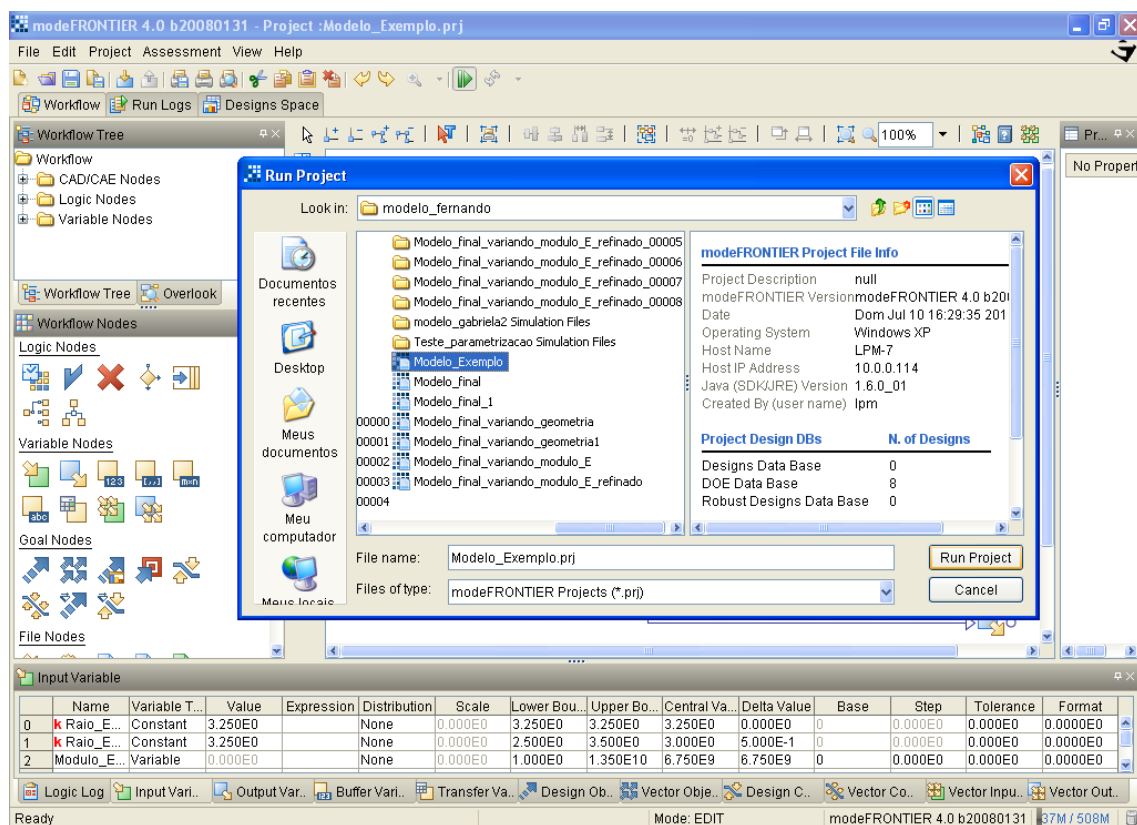 modeFRONTIER 4.0 b20080131 - Project :Modelo_Exemplo.prj
File Edit Project Assessment View Help
Workflow Run Logs Designs Space
Workflow Tree
100%
Pr...
Workflow
CAD/CAE Nodes
Logic Nodes
Variable Nodes
No Propert
Run Project
Look in: modelo_fernando
Documentos recentes
Desktop
Meus documentos
Meu computador
Meus locais
Modelo_final_variando_modulo_E_refinado_00005
Modelo_final_variando_modulo_E_refinado_00006
Modelo_final_variando_modulo_E_refinado_00007
Modelo_final_variando_modulo_E_refinado_00008
modelo_gabriela2 Simulation Files
Teste_parametrizacao Simulation Files
Modelo_Exemplo
Modelo_final
Modelo_final_1
00000 Modelo_final_variando_geometria
00001 Modelo_final_variando_geometria1
00002 Modelo_final_variando_modulo_E
00003 Modelo_final_variando_modulo_E_refinado
00004
modeFRONTIER Project File Info
Project Description null
modeFRONTIER Version modeFRONTIER 4.0 b200
Date Dom Jul 10 16:29:35 201
Operating System Windows XP
Host Name LPM-7
Host IP Address 10.0.0.114
Java (SDK/JRE) Version 1.6.0_01
Created By (user name) lpm
Project Design DBs N. of Designs
Designs Data Base 0
DOE Data Base 8
Robust Designs Data Base 0
File name: Modelo_Exemplo.prj Run Project
Files of type: modeFRONTIER Projects (*.prj) Cancel
Workflow Tree Overlook
Workflow Nodes
Logic Nodes
Variable Nodes
123
[,,,]
m×n
abc
Goal Nodes
File Nodes
Input Variable
Name Variable T... Value Expression Distribution Scale Lower Bou... Upper Bo... Central Va... Delta Value Base Step Tolerance Format
0 k Raio_E... Constant 3.250E0 None 0.000E0 3.250E0 3.250E0 3.250E0 0.000E0 0 0.000E0 0.000E0 0.0000E0
1 k Raio_E... Constant 3.250E0 None 0.000E0 2.500E0 3.500E0 3.000E0 5.000E-1 0 0.000E0 0.000E0 0.0000E0
2 Modulo_E... Variable 0.000E0 None 0.000E0 1.000E0 1.350E10 6.750E9 6.750E9 0 0.000E0 0.000E0 0.0000E0
Logic Log Input Vari.. Output Var.. Buffer Vari.. Transfer Va.. Design Ob.. Vector Obje.. Design C.. Vector Co.. Vector Inpu.. Vector Out..
Ready Mode: EDIT modeFRONTIER 4.0 b20080131 37M / 508M